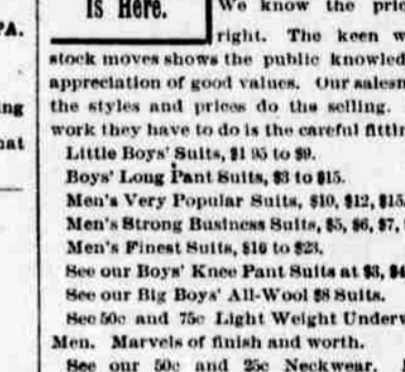 PA.
ing
hat
Is Here.
We know the pric
right. The keen w
stock moves shows the public knowled
appreciation of good values. Our salesm
the styles and prices do the selling.
work they have to do is the careful fittin
Little Boys' Suits, $1 95 to $9.
Boys' Long Pant Suits, $3 to $15.
Men's Very Popular Suits, $10, $12, $15.
Men's Strong Business Suits, $5, $6, $7,
Men's Finest Suits, $16 to $23.
See our Boys' Knee Pant Suits at $3, $4
See our Big Boys' All-Wool $8 Suits.
See 50c and 75c Light Weight Underw
Men. Marvels of finish and worth.
See our 50c and 25c Neckwear.